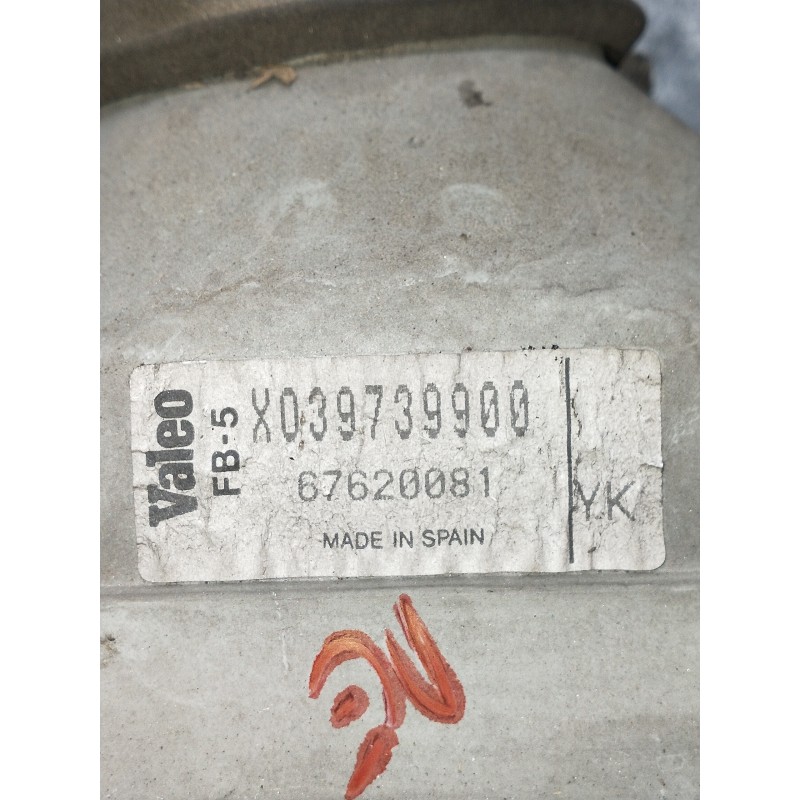 Valeo
FB-5
X039739900
67620081
MADE IN SPAIN
YK